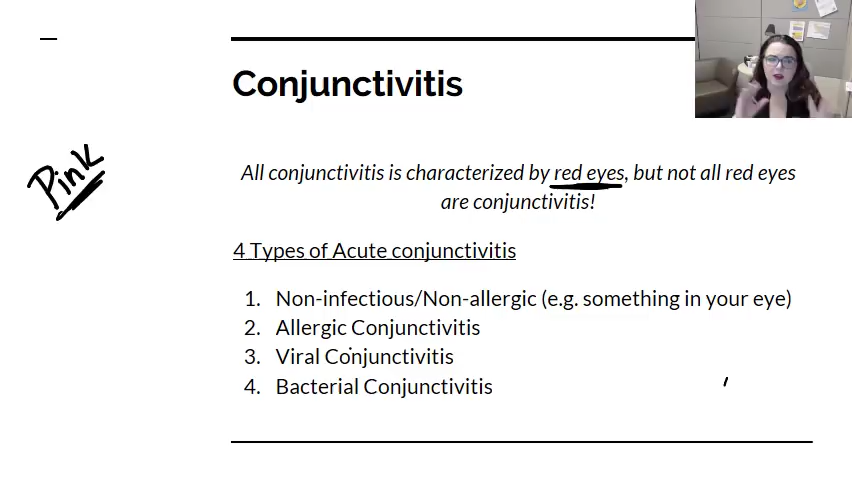 Conjunctivitis
Pink
All conjunctivitis is characterized by red eyes, but not all red eyes
are conjunctivitis!
4 Types of Acute conjunctivitis
1. Non-infectious/Non-allergic (e.g. something in your eye)
2. Allergic Conjunctivitis
3. Viral Conjunctivitis
4. Bacterial Conjunctivitis